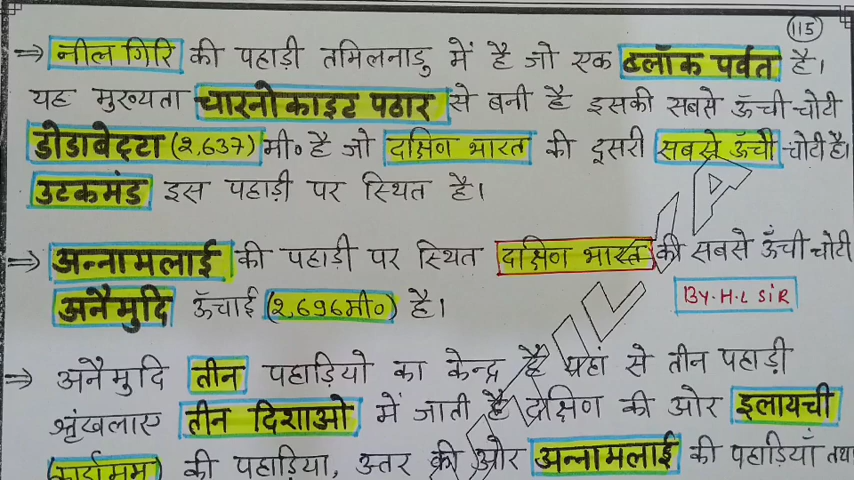 115
⇒ नीलगिरि की पहाड़ी तमिलनाडु में है जो एक ब्लॉक पर्वत है।
यह मुख्यता चारनोकाइट पठार से बनी है इसकी सबसे ऊँची चोटी
डोडाबेट्टा (2,637) मी० है जो दक्षिण भारत की दूसरी सबसे ऊँची चोटी है।
उटकमंड इस पहाड़ी पर स्थित है।
⇒ अन्नामलाई की पहाड़ी पर स्थित दक्षिण भारत की सबसे ऊँची चोटी
अनैमुदि ऊँचाई (2,696मी०) है।
BY. H.L SIR
⇒ अनैमुदि तीन पहाड़ियो का केन्द्र है यहां से तीन पहाड़ी
श्रृंखलाए तीन दिशाओ में जाती है दक्षिण की ओर इलायची
(कार्डामम) की पहाड़िया, उत्तर की ओर अन्नामलाई की पहाड़ियाँ तथा